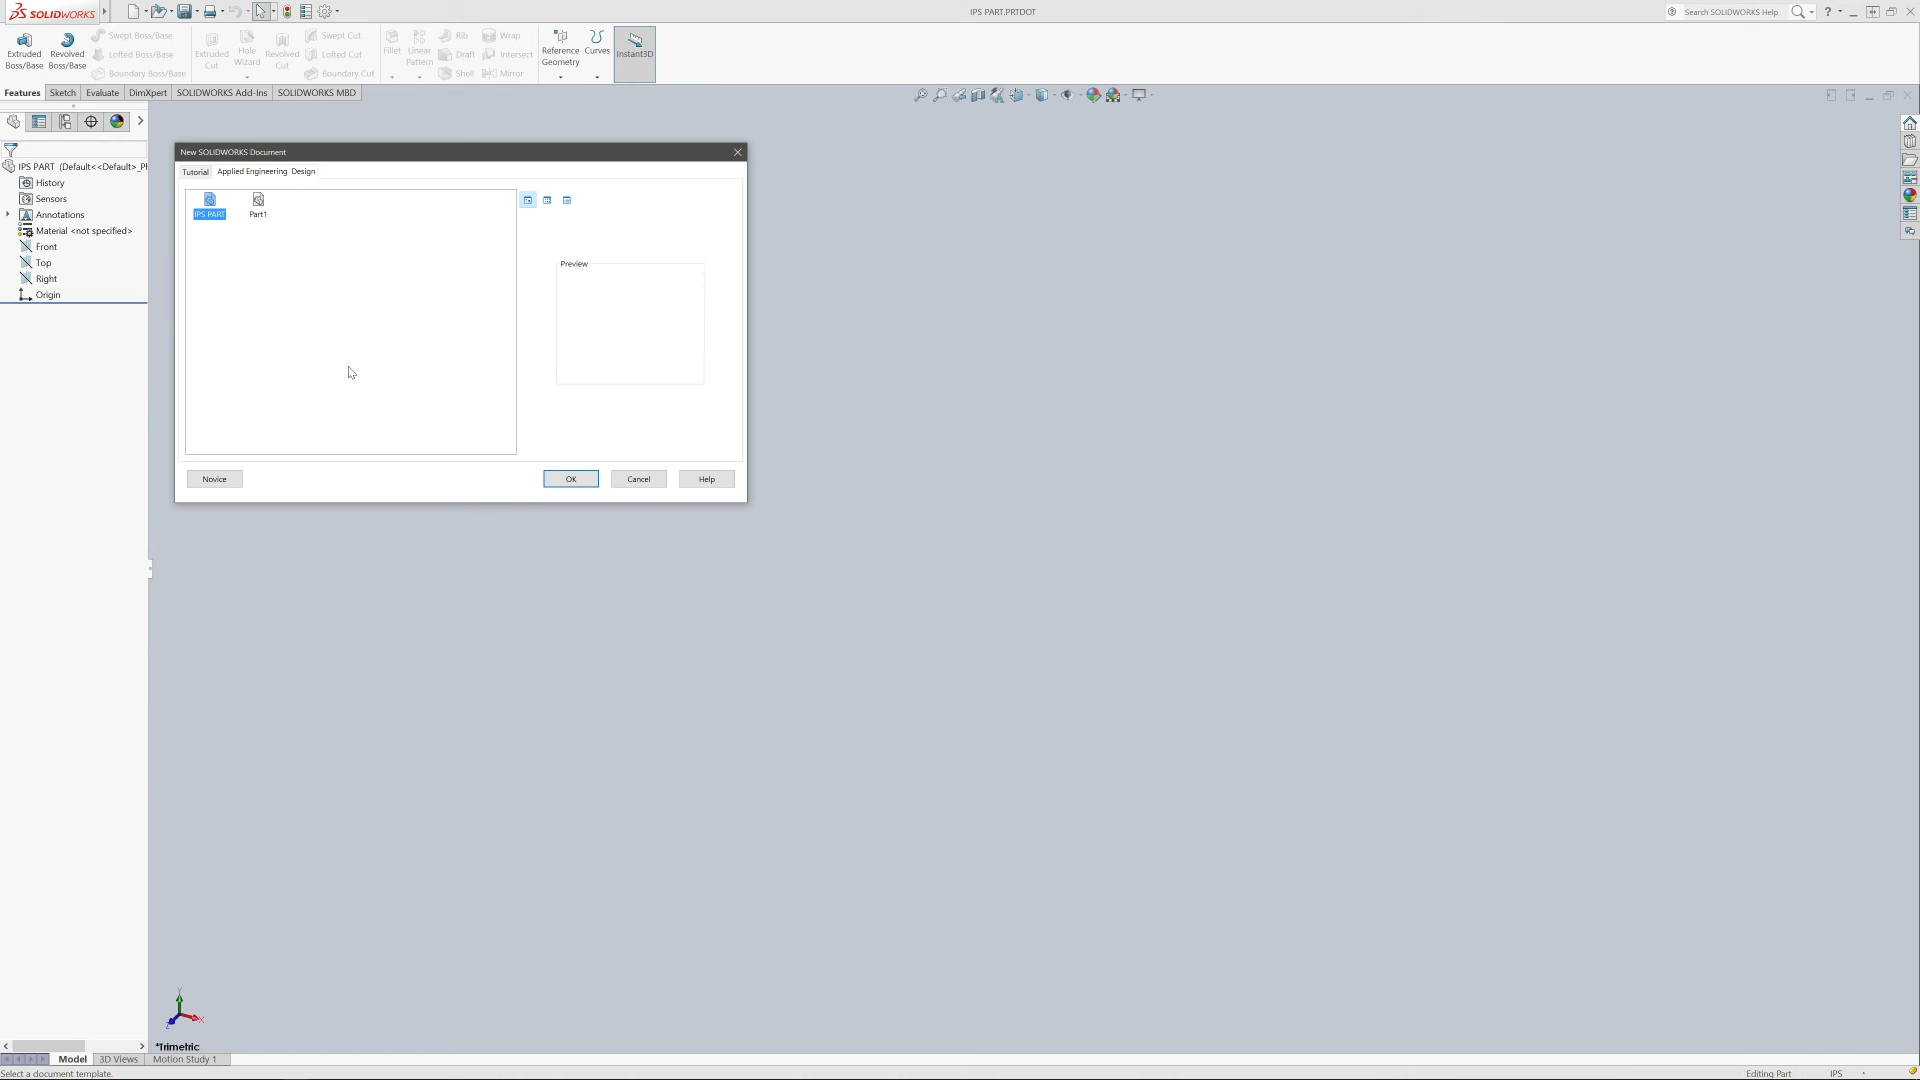 SOLIDWORKS
IPS PART.PRTDOT
Search SOLIDWORKS Help
Extruded Boss/Base
Revolved Boss/Base
Swept Boss/Base
Lofted Boss/Base
Boundary Boss/Base
Extruded Cut
Hole Wizard
Revolved Cut
Swept Cut
Lofted Cut
Boundary Cut
Fillet
Linear Pattern
Rib
Draft
Shell
Wrap
Intersect
Mirror
Reference Geometry
Curves
Instant3D
Features
Sketch
Evaluate
DimXpert
SOLIDWORKS Add-Ins
SOLIDWORKS MBD
IPS PART (Default<<Default>_Pl
History
Sensors
Annotations
Material <not specified>
Front
Top
Right
Origin
New SOLIDWORKS Document
Tutorial
Applied Engineering Design
IPS PART
Part1
Preview
Novice
OK
Cancel
Help
Y
X
Z
*Trimetric
Model
3D Views
Motion Study 1
Select a document template.
Editing Part
IPS